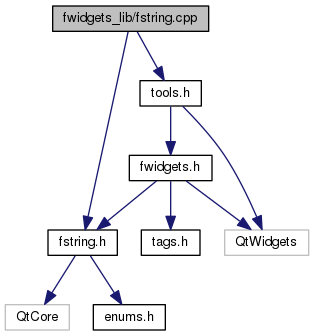 fwidgets_lib/fstring.cpp
tools.h
fwidgets.h
fstring.h
tags.h
QtWidgets
QtCore
enums.h